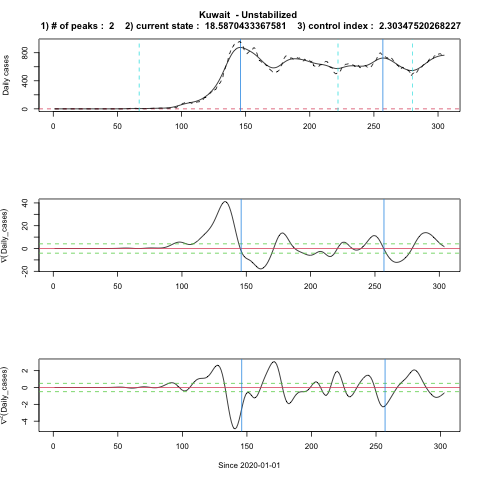 Kuwait - Unstabilized
1) # of peaks : 2 2) current state : 18.5870433367581 3) control index : 2.30347520268227
Daily cases
0 400 800
0 50 100 150 200 250 300
∇(Daily_cases)
-20 0 20 40
0 50 100 150 200 250 300
∇²(Daily_cases)
-4 -2 0 2
0 50 100 150 200 250 300
Since 2020-01-01